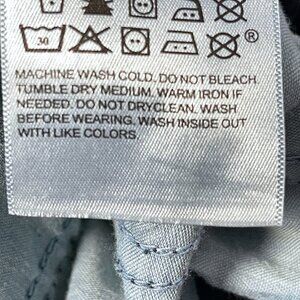 30
®
MACHINE WASH COLD. DO NOT BLEACH.
TUMBLE DRY MEDIUM. WARM IRON IF
NEEDED. DO NOT DRYCLEAN. WASH
BEFORE WEARING. WASH INSIDE OUT
WITH LIKE COLORS.